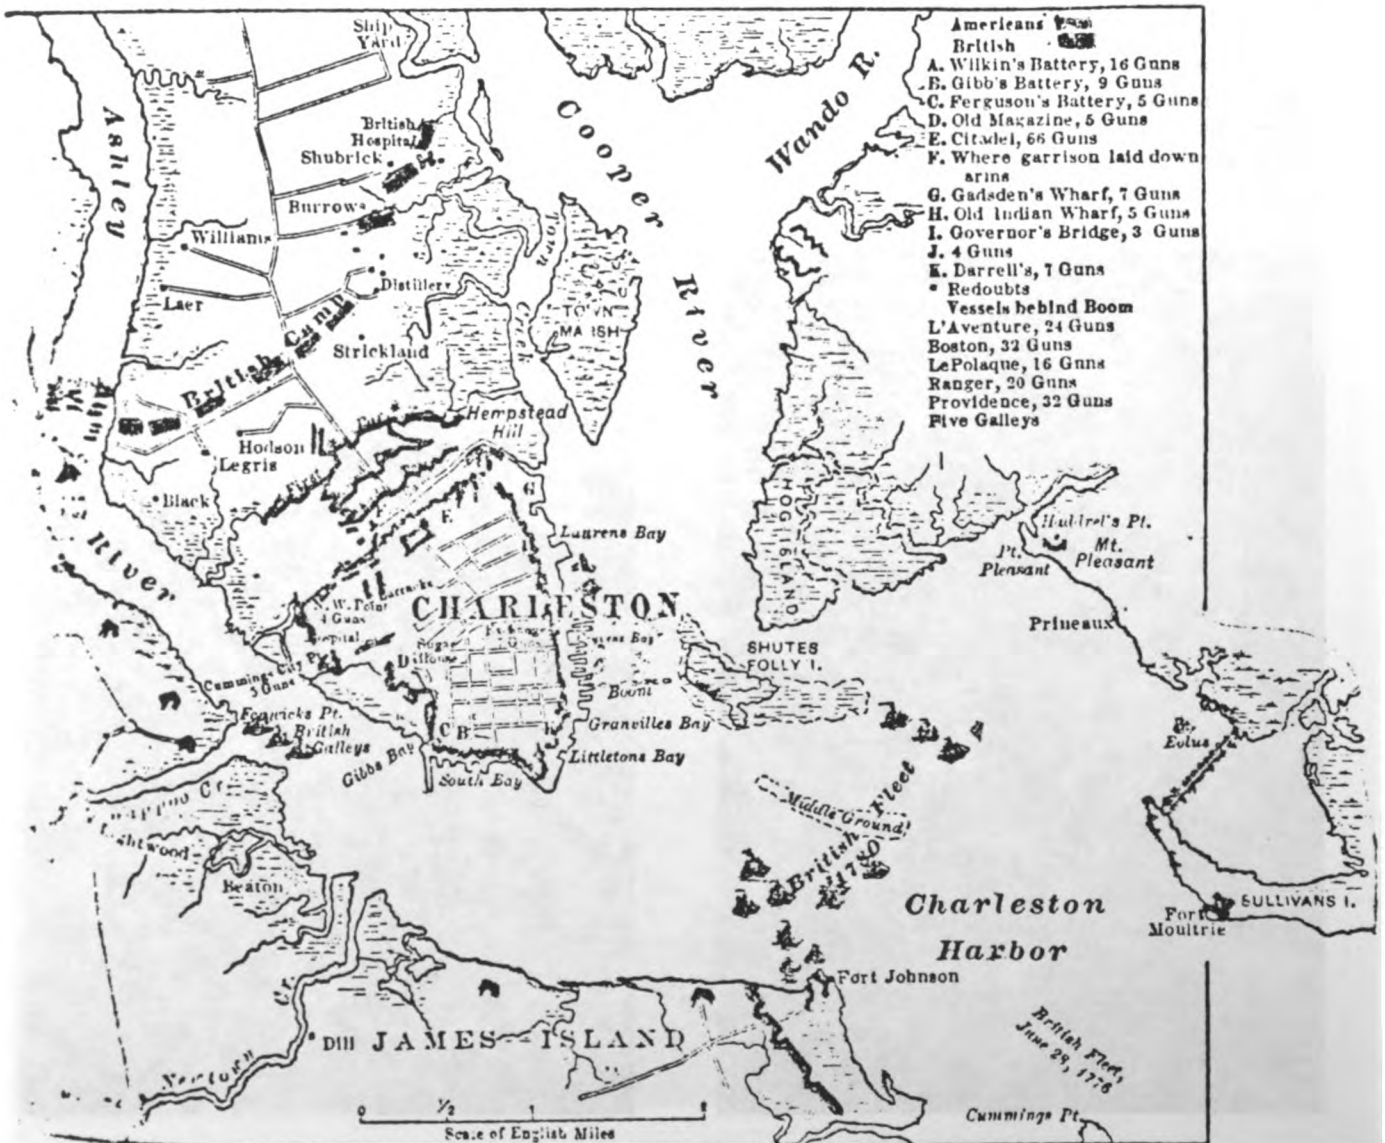 Americans
British
A. Wilkin's Battery, 16 Guns
B. Gibb's Battery, 9 Guns
C. Ferguson's Battery, 5 Guns
D. Old Magazine, 5 Guns
E. Citadel, 66 Guns
F. Where garrison laid down
arms
G. Gadsden's Wharf, 7 Guns
H. Old Indian Wharf, 5 Guns
I. Governor's Bridge, 3 Guns
J. 4 Guns
K. Darrell's, 7 Guns
• Redoubts
Vessels behind Boom
L'Aventure, 24 Guns
Boston, 32 Guns
LePolaque, 16 Guns
Ranger, 20 Guns
Providence, 32 Guns
Five Galleys
Ship
Yard
Ashley
River
Cooper
River
Wando R.
British
Hospital
Shubrick
Burrows
Williams
Distillery
Laer
Town
Creek
TOWN
MARSH
British Camp
Strickland
Hempstead
Hill
Hodson
Legris
First Par.
Black
HOG ISLAND
Haddrel's Pt.
Mt.
Pleasant
Pt.
Pleasant
Prineaux
E
G
Laurens Bay
N. W. Point
4 Guns
CHARLESTON
SHUTES
FOLLY I.
Cummings
5 Guns
D
Boom
Fenwicks Pt.
British
Galleys
C B
Granvilles Bay
Gibbs Bay
South Bay
Littletons Bay
Eolus
Middle Ground
British Fleet
1780
Beaton
Charleston
Harbor
SULLIVANS I.
Fort
Moultrie
Fort Johnson
Dill
JAMES ISLAND
Newtown
Cr.
British Fleet,
June 28, 1776
Cummings Pt.
0 1/2 1 2
Scale of English Miles